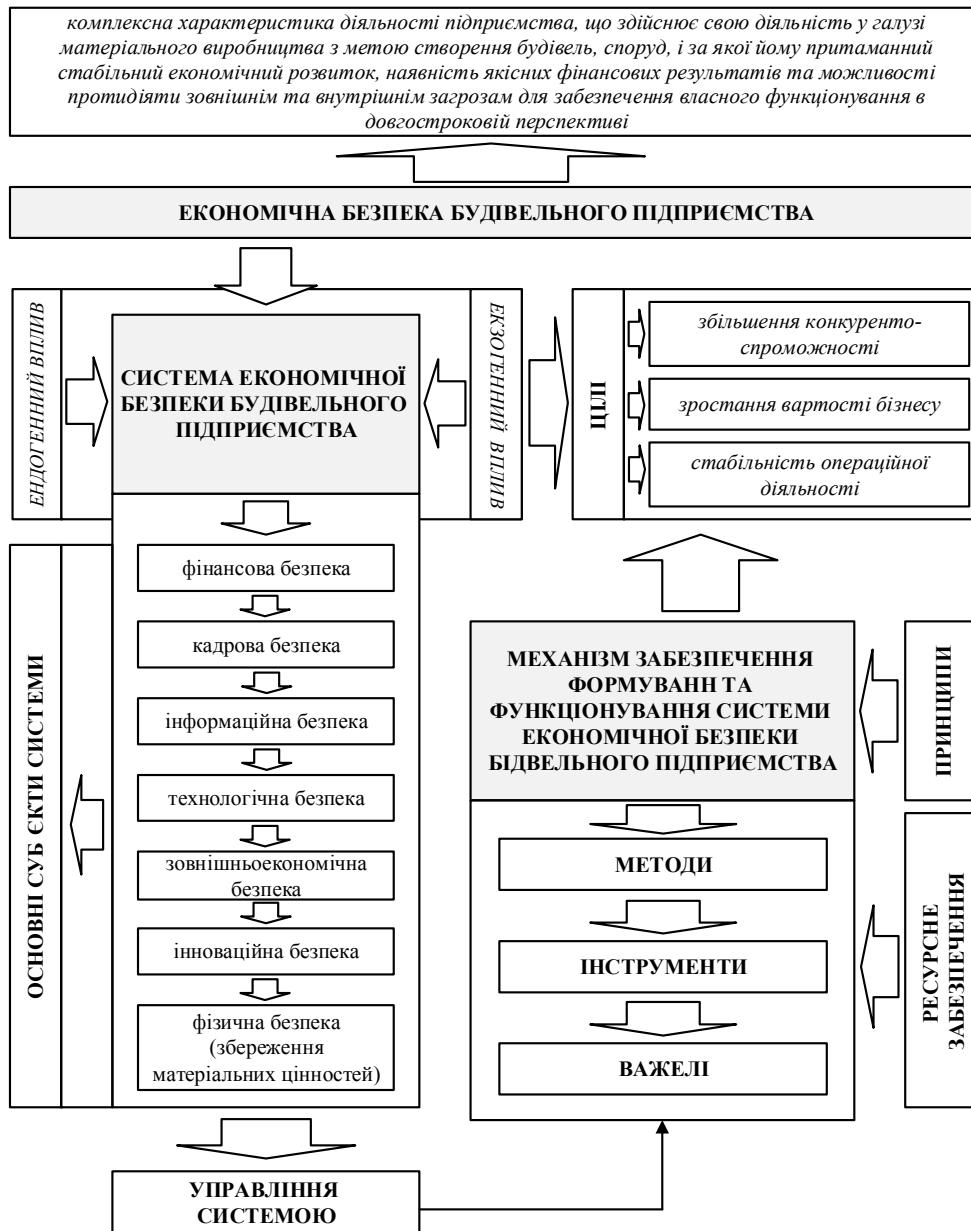 комплексна характеристика діяльності підприємства, що здійснює свою діяльність у галузі
матеріального виробництва з метою створення будівель, споруд, і за якої йому притаманний
стабільний економічний розвиток, наявність якісних фінансових результатів та можливості
протидіяти зовнішнім та внутрішнім загрозам для забезпечення власного функціонування в
довгостроковій перспективі
ЕКОНОМІЧНА БЕЗПЕКА БУДІВЕЛЬНОГО ПІДПРИЄМСТВА
ЕНДОГЕННИЙ ВПЛИВ
СИСТЕМА ЕКОНОМІЧНОЇ
БЕЗПЕКИ БУДІВЕЛЬНОГО
ПІДПРИЄМСТВА
ЕКЗОГЕННИЙ ВПЛИВ
ЦІЛІ
збільшення конкуренто-
спроможності
зростання вартості бізнесу
стабільність операційної
діяльності
ОСНОВНІ СУБ ЄКТИ СИСТЕМИ
фінансова безпека
кадрова безпека
інформаційна безпека
технологічна безпека
зовнішньоекономічна
безпека
інноваційна безпека
фізична безпека
(збереження
матеріальних цінностей)
УПРАВЛІННЯ
СИСТЕМОЮ
МЕХАНІЗМ ЗАБЕЗПЕЧЕННЯ
ФОРМУВАНН ТА
ФУНКЦІОНУВАННЯ СИСТЕМИ
ЕКОНОМІЧНОЇ БЕЗПЕКИ
БІДВЕЛЬНОГО ПІДПРИЄМСТВА
МЕТОДИ
ІНСТРУМЕНТИ
ВАЖЕЛІ
ПРИНЦИПИ
РЕСУРСНЕ
ЗАБЕЗПЕЧЕННЯ